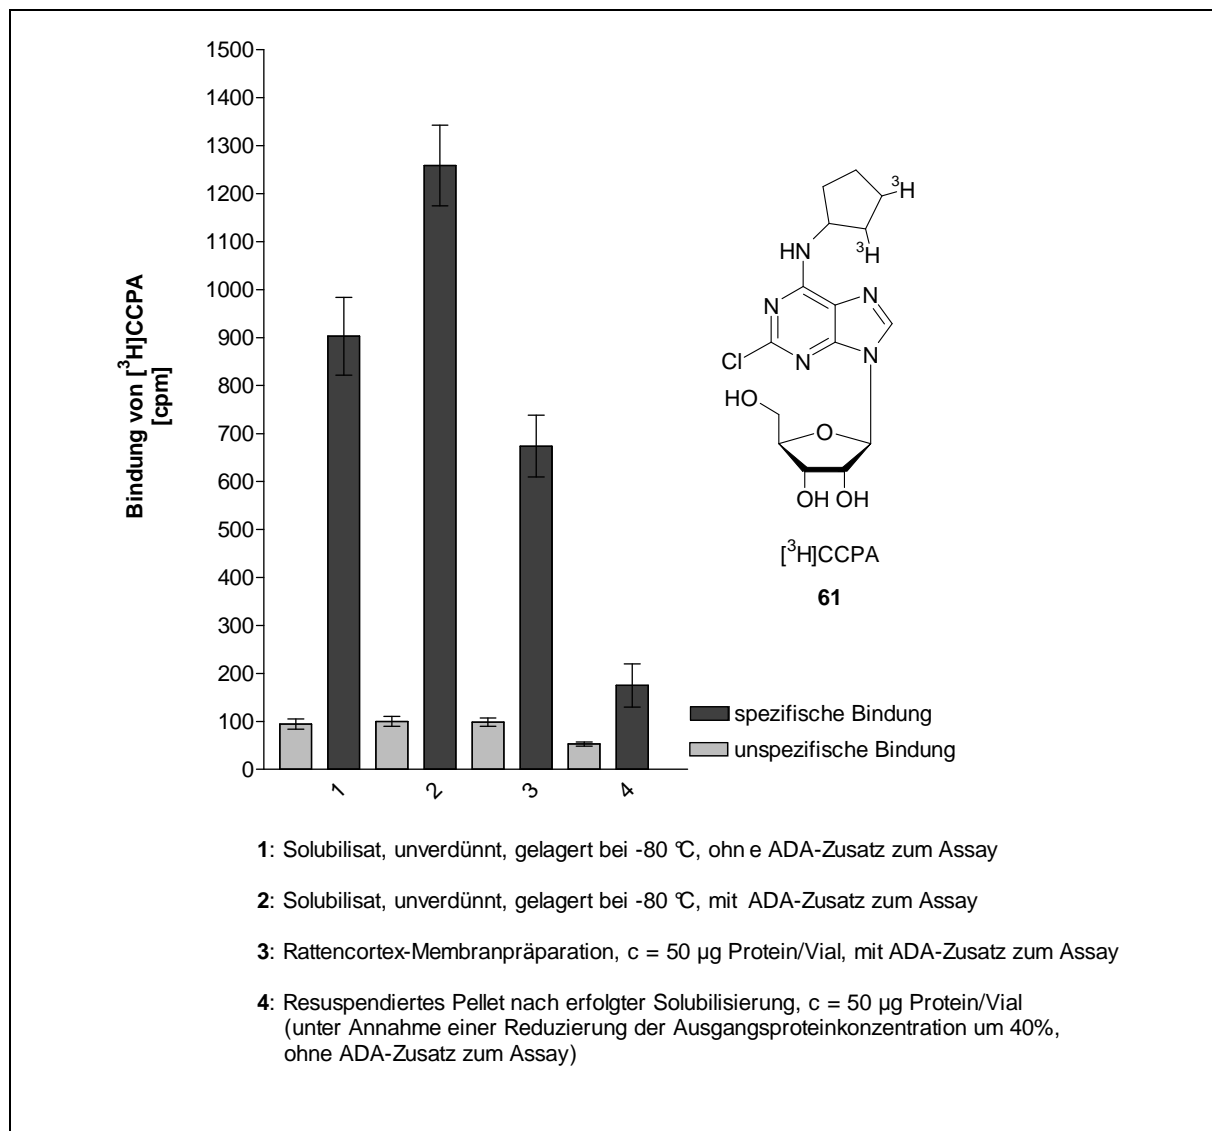 1500
1400
1300
1200
1100
1000
900
800
700
600
500
400
300
200
100
0
Bindung von [³H]CCPA
[cpm]
1
2
3
4
³H
³H
HN
N
N
N
N
Cl
HO
O
OH OH
[³H]CCPA
61
spezifische Bindung
unspezifische Bindung
1: Solubilisat, unverdünnt, gelagert bei -80 °C, ohn e ADA-Zusatz zum Assay
2: Solubilisat, unverdünnt, gelagert bei -80 °C, mit ADA-Zusatz zum Assay
3: Rattencortex-Membranpräparation, c = 50 µg Protein/Vial, mit ADA-Zusatz zum Assay
4: Resuspendiertes Pellet nach erfolgter Solubilisierung, c = 50 µg Protein/Vial
(unter Annahme einer Reduzierung der Ausgangsproteinkonzentration um 40%,
ohne ADA-Zusatz zum Assay)